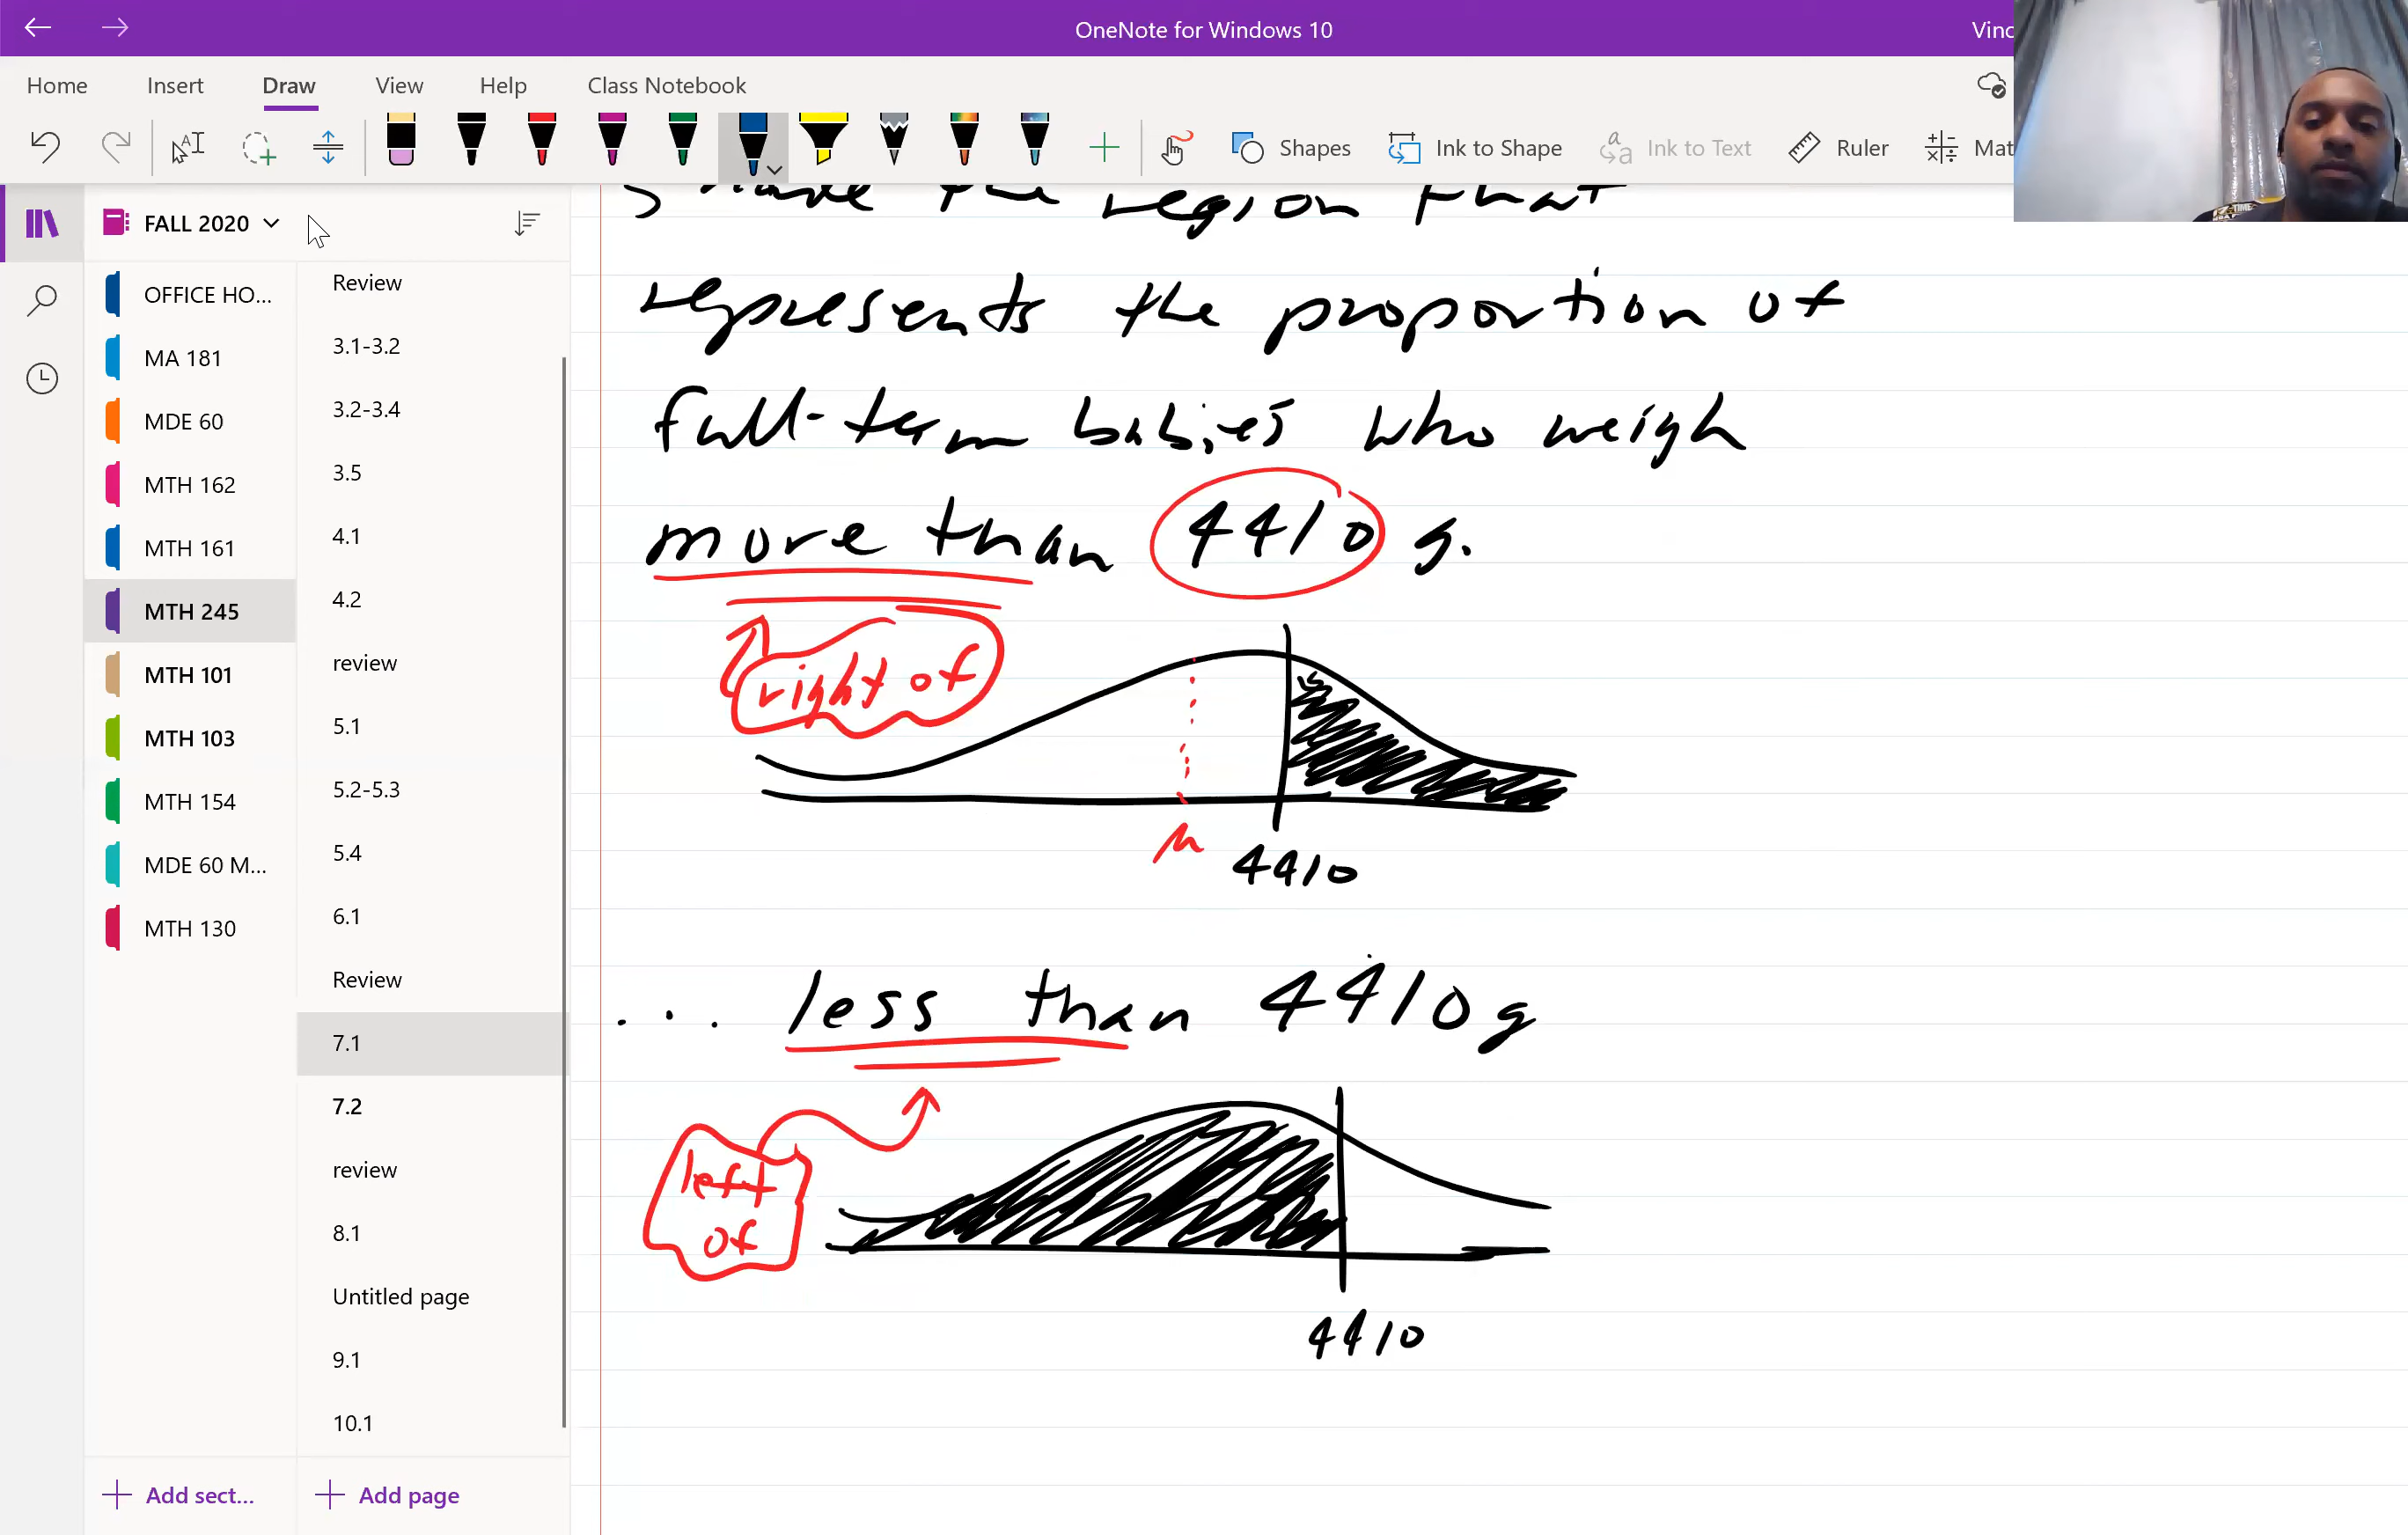 OneNote for Windows 10
Vinc
Home Insert Draw View Help Class Notebook
Shapes Ink to Shape Ink to Text Ruler Mat
FALL 2020
OFFICE HO...
MA 181
MDE 60
MTH 162
MTH 161
MTH 245
MTH 101
MTH 103
MTH 154
MDE 60 M...
MTH 130
Add sect...
Review
3.1-3.2
3.2-3.4
3.5
4.1
4.2
review
5.1
5.2-5.3
5.4
6.1
Review
7.1
7.2
review
8.1
Untitled page
9.1
10.1
Add page
the region that
represents the proportion of
full-term babies who weigh
more than 4410 g.
right of
μ
4410
... less than 4410 g
left
of
4410